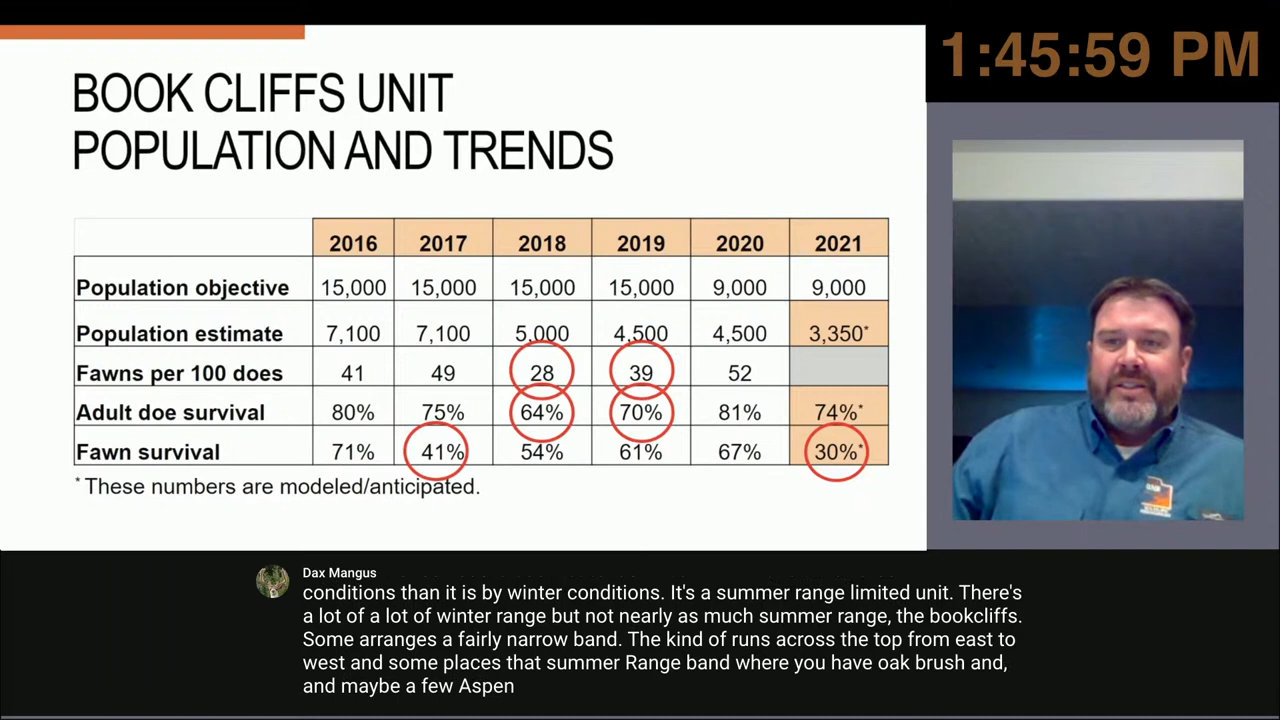 1:45:59 PM
BOOK CLIFFS UNIT
POPULATION AND TRENDS
2016 2017 2018 2019 2020 2021
Population objective 15,000 15,000 15,000 15,000 9,000 9,000
Population estimate 7,100 7,100 5,000 4,500 4,500 3,350*
Fawns per 100 does 41 49 28 39 52
Adult doe survival 80% 75% 64% 70% 81% 74%*
Fawn survival 71% 41% 54% 61% 67% 30%*
* These numbers are modeled/anticipated.
Dax Mangus
conditions than it is by winter conditions. It's a summer range limited unit. There's
a lot of a lot of winter range but not nearly as much summer range, the bookcliffs.
Some arranges a fairly narrow band. The kind of runs across the top from east to
west and some places that summer Range band where you have oak brush and,
and maybe a few Aspen